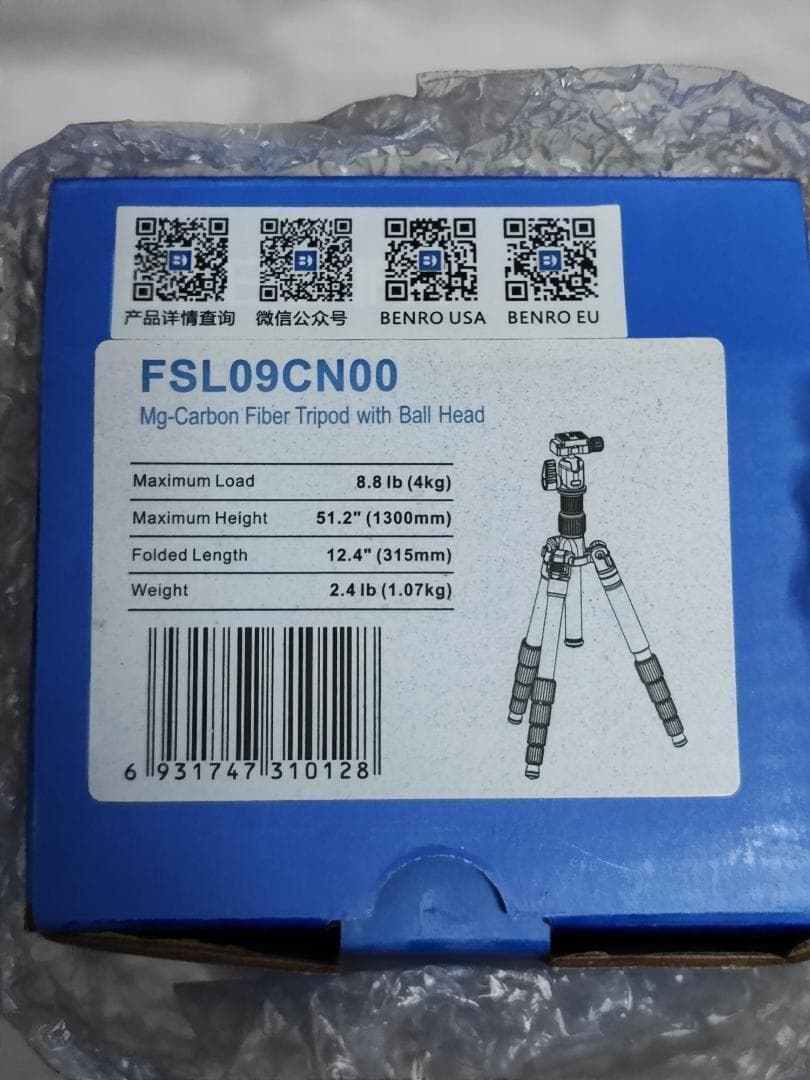 产品详情查询 微信公众号 BENRO USA BENRO EU
FSL09CN00
Mg-Carbon Fiber Tripod with Ball Head
Maximum Load 8.8 lb (4kg)
Maximum Height 51.2" (1300mm)
Folded Length 12.4" (315mm)
Weight 2.4 lb (1.07kg)
6 931747 310128